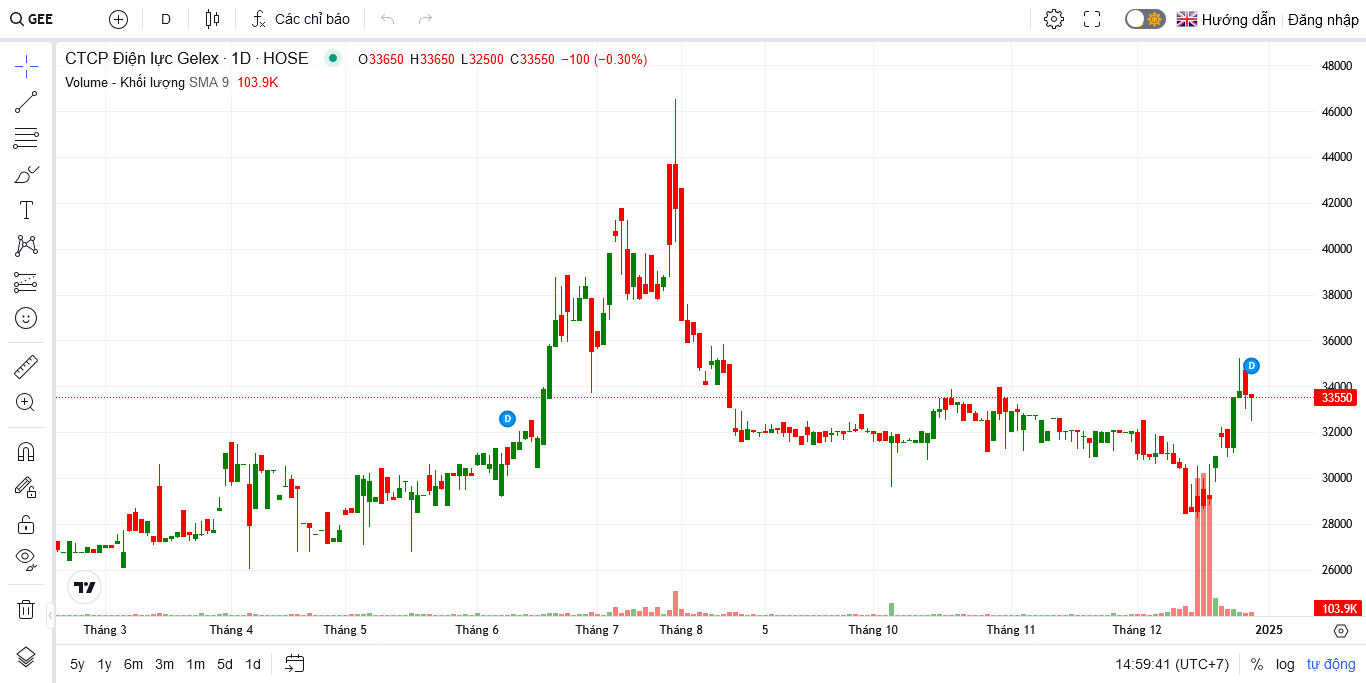 GEE D Các chỉ báo Hướng dẫn Đăng nhập
CTCP Điện lực Gelex · 1D · HOSE O33650 H33650 L32500 C33550 −100 (−0.30%)
Volume - Khối lượng SMA 9 103.9K
48000
46000
44000
42000
40000
38000
36000
34000
33550
32000
30000
28000
26000
103.9K
D
D
Tháng 3 Tháng 4 Tháng 5 Tháng 6 Tháng 7 Tháng 8 5 Tháng 10 Tháng 11 Tháng 12 2025
5y 1y 6m 3m 1m 5d 1d 14:59:41 (UTC+7) % log tự động